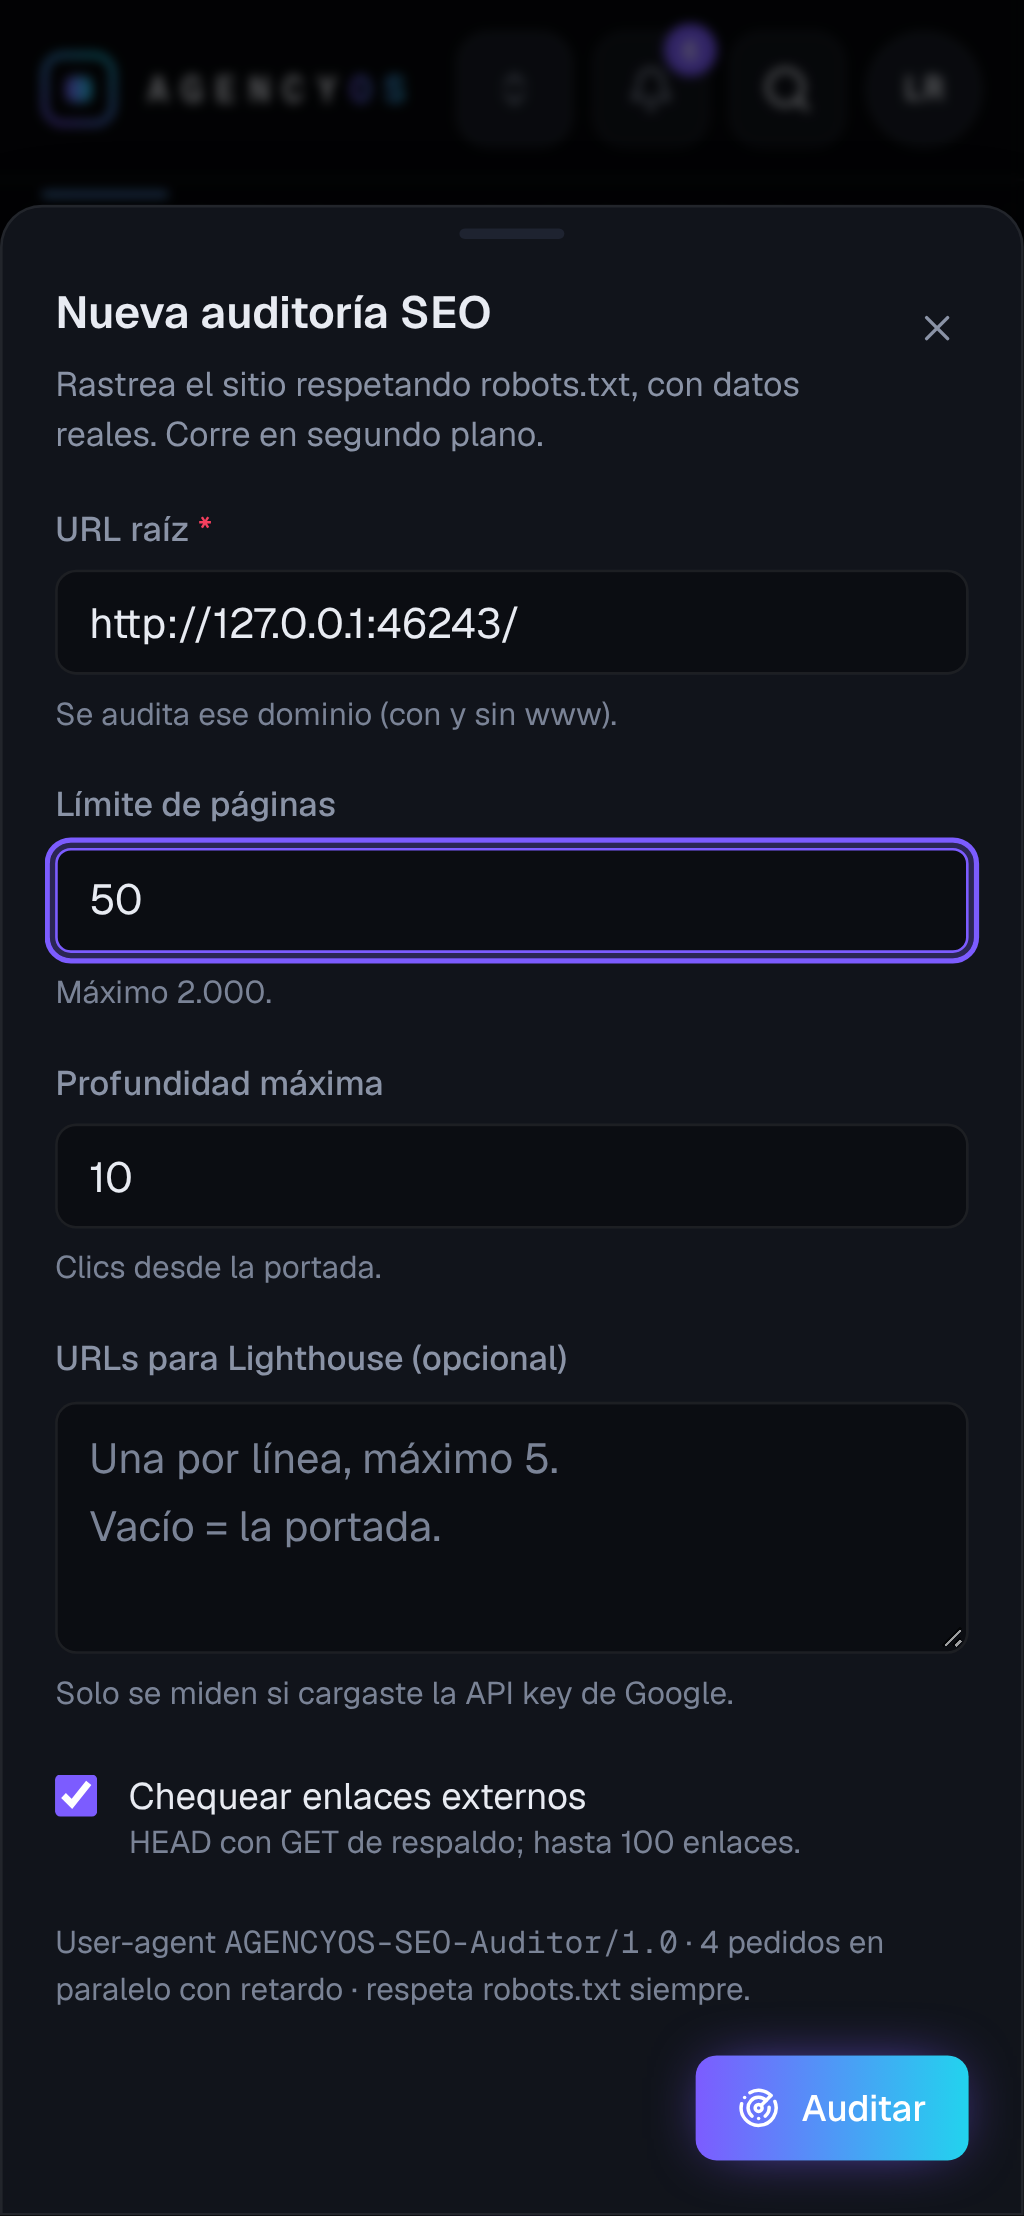 AGENCYOS
LR
Nueva auditoría SEO
Rastrea el sitio respetando robots.txt, con datos
reales. Corre en segundo plano.
URL raíz *
http://127.0.0.1:46243/
Se audita ese dominio (con y sin www).
Límite de páginas
50
Máximo 2.000.
Profundidad máxima
10
Clics desde la portada.
URLs para Lighthouse (opcional)
Una por línea, máximo 5.
Vacío = la portada.
Solo se miden si cargaste la API key de Google.
Chequear enlaces externos
HEAD con GET de respaldo; hasta 100 enlaces.
User-agent AGENCYOS-SEO-Auditor/1.0 · 4 pedidos en
paralelo con retardo · respeta robots.txt siempre.
Auditar